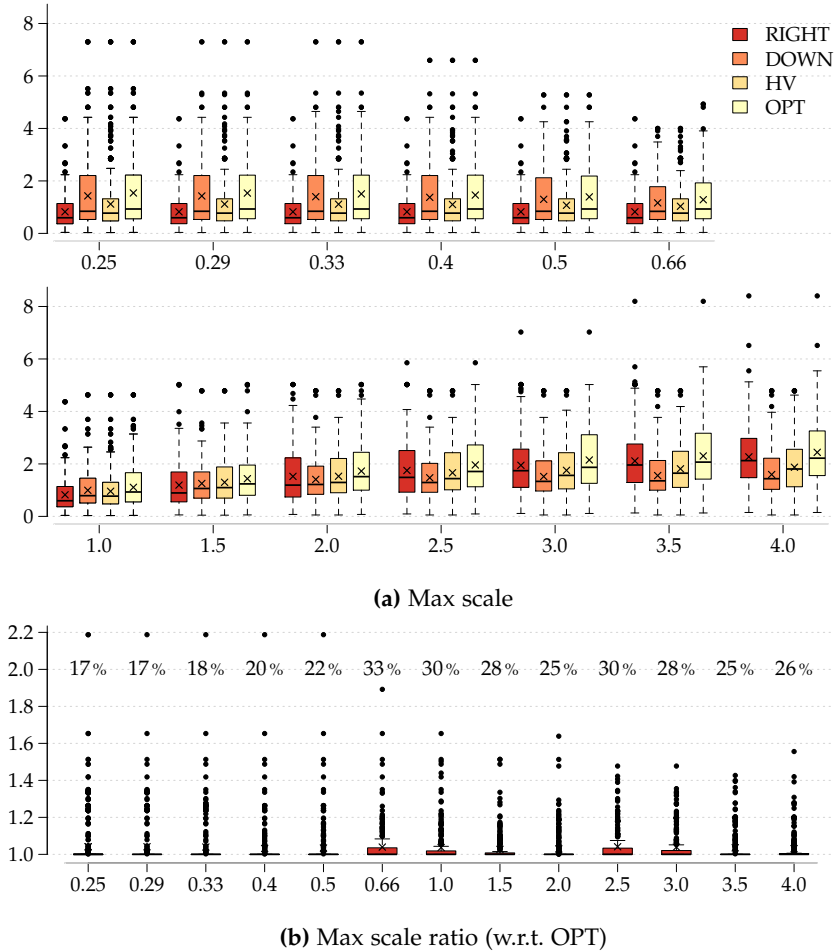 8
6
4
2
0
RIGHT
DOWN
HV
OPT
0.25 0.29 0.33 0.4 0.5 0.66
8
6
4
2
0
1.0 1.5 2.0 2.5 3.0 3.5 4.0
(a) Max scale
2.2
2.0
1.8
1.6
1.4
1.2
1.0
17 % 17 % 18 % 20 % 22 % 33 % 30 % 28 % 25 % 30 % 28 % 25 % 26 %
0.25 0.29 0.33 0.4 0.5 0.66 1.0 1.5 2.0 2.5 3.0 3.5 4.0
(b) Max scale ratio (w.r.t. OPT)